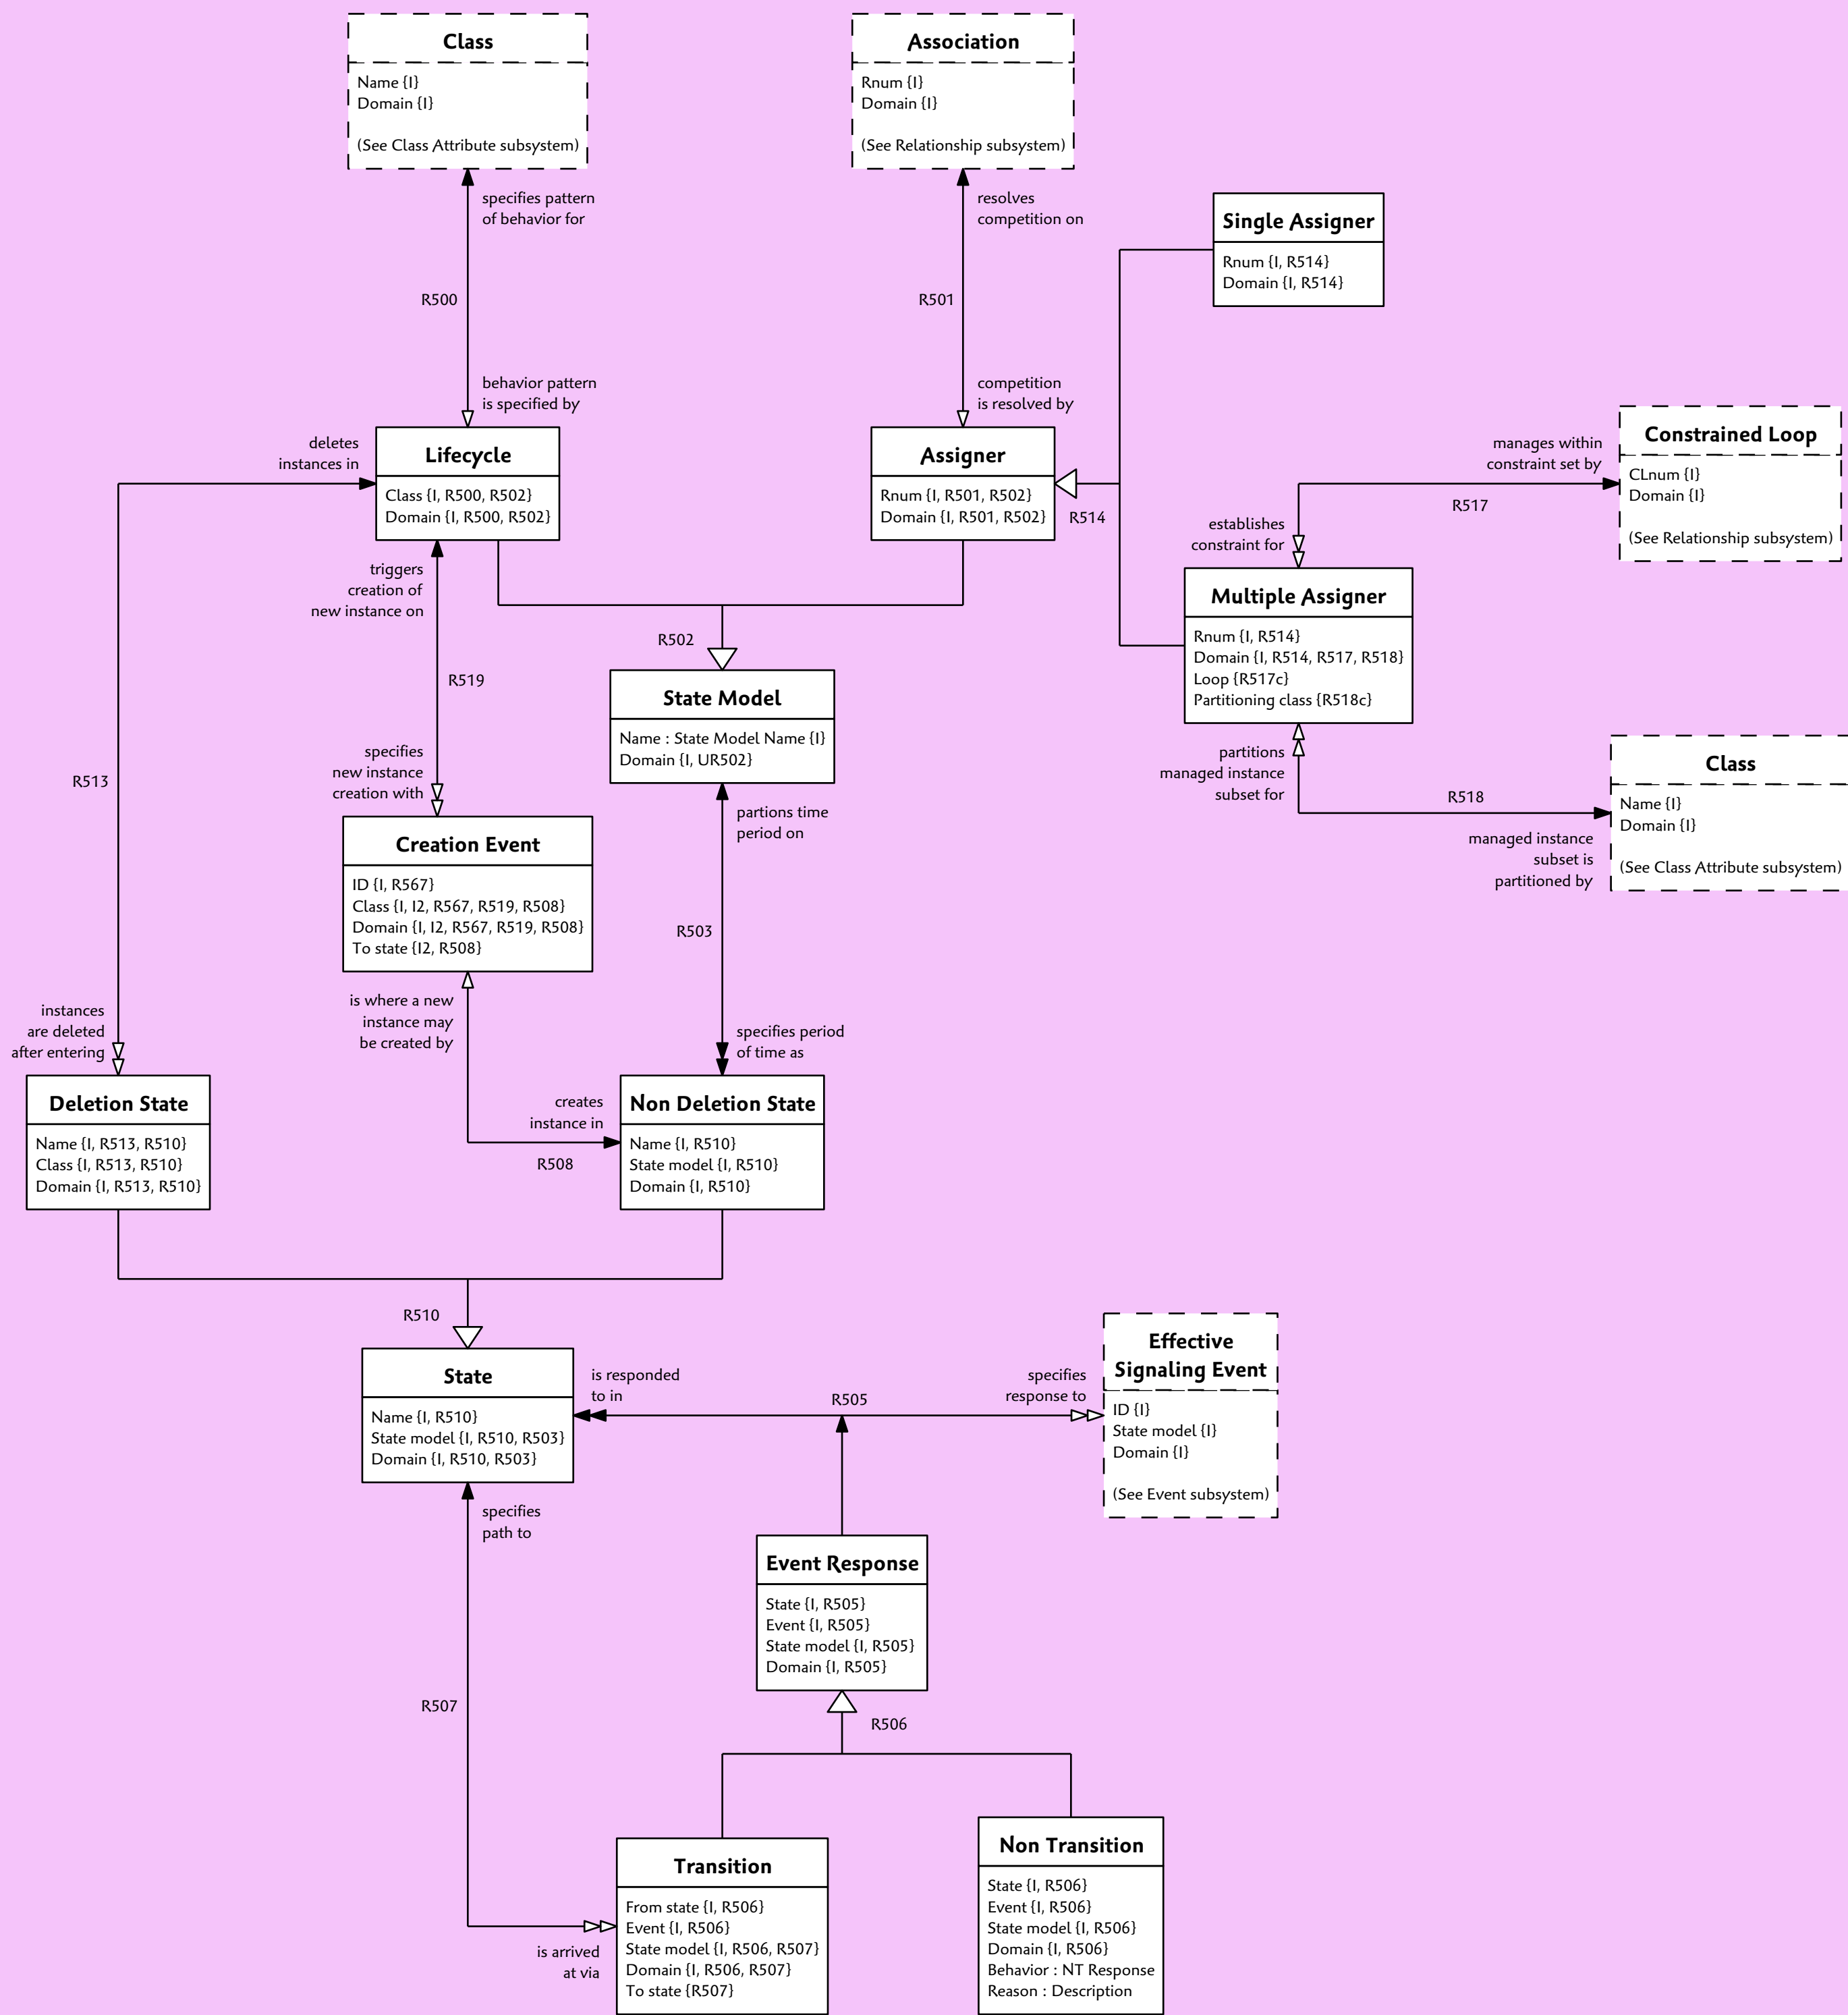 Class
Name {I}
Domain {I}
(See Class Attribute subsystem)
Association
Rnum {I}
Domain {I}
(See Relationship subsystem)
specifies pattern
of behavior for
R500
behavior pattern
is specified by
resolves
competition on
R501
competition
is resolved by
Single Assigner
Rnum {I, R514}
Domain {I, R514}
deletes
instances in
Lifecycle
Class {I, R500, R502}
Domain {I, R500, R502}
Assigner
Rnum {I, R501, R502}
Domain {I, R501, R502}
R514
manages within
constraint set by
R517
Constrained Loop
CLnum {I}
Domain {I}
(See Relationship subsystem)
establishes
constraint for
triggers
creation of
new instance on
R519
specifies
new instance
creation with
R502
State Model
Name : State Model Name {I}
Domain {I, UR502}
Multiple Assigner
Rnum {I, R514}
Domain {I, R514, R517, R518}
Loop {R517c}
Partitioning class {R518c}
partitions
managed instance
subset for
R518
managed instance
subset is
partitioned by
Class
Name {I}
Domain {I}
(See Class Attribute subsystem)
R513
Creation Event
ID {I, R567}
Class {I, I2, R567, R519, R508}
Domain {I, I2, R567, R519, R508}
To state {I2, R508}
partions time
period on
R503
specifies period
of time as
is where a new
instance may
be created by
instances
are deleted
after entering
creates
instance in
R508
Deletion State
Name {I, R513, R510}
Class {I, R513, R510}
Domain {I, R513, R510}
Non Deletion State
Name {I, R510}
State model {I, R510}
Domain {I, R510}
R510
State
Name {I, R510}
State model {I, R510, R503}
Domain {I, R510, R503}
is responded
to in
R505
specifies
response to
Effective
Signaling Event
ID {I}
State model {I}
Domain {I}
(See Event subsystem)
specifies
path to
Event Response
State {I, R505}
Event {I, R505}
State model {I, R505}
Domain {I, R505}
R507
R506
is arrived
at via
Transition
From state {I, R506}
Event {I, R506}
State model {I, R506, R507}
Domain {I, R506, R507}
To state {R507}
Non Transition
State {I, R506}
Event {I, R506}
State model {I, R506}
Domain {I, R506}
Behavior : NT Response
Reason : Description